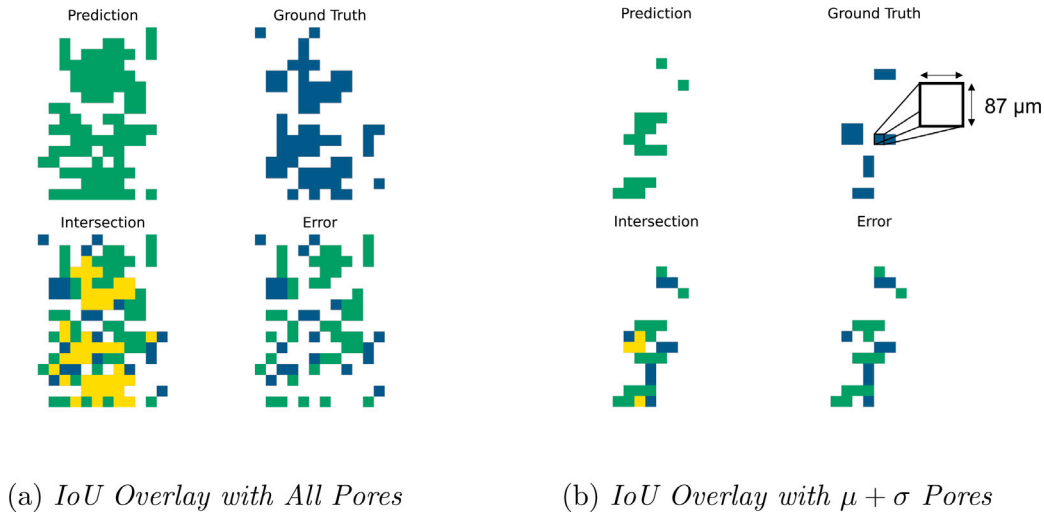 Prediction
Ground Truth
Intersection
Error
Prediction
Ground Truth
87 μm
Intersection
Error
(a) IoU Overlay with All Pores
(b) IoU Overlay with μ + σ Pores